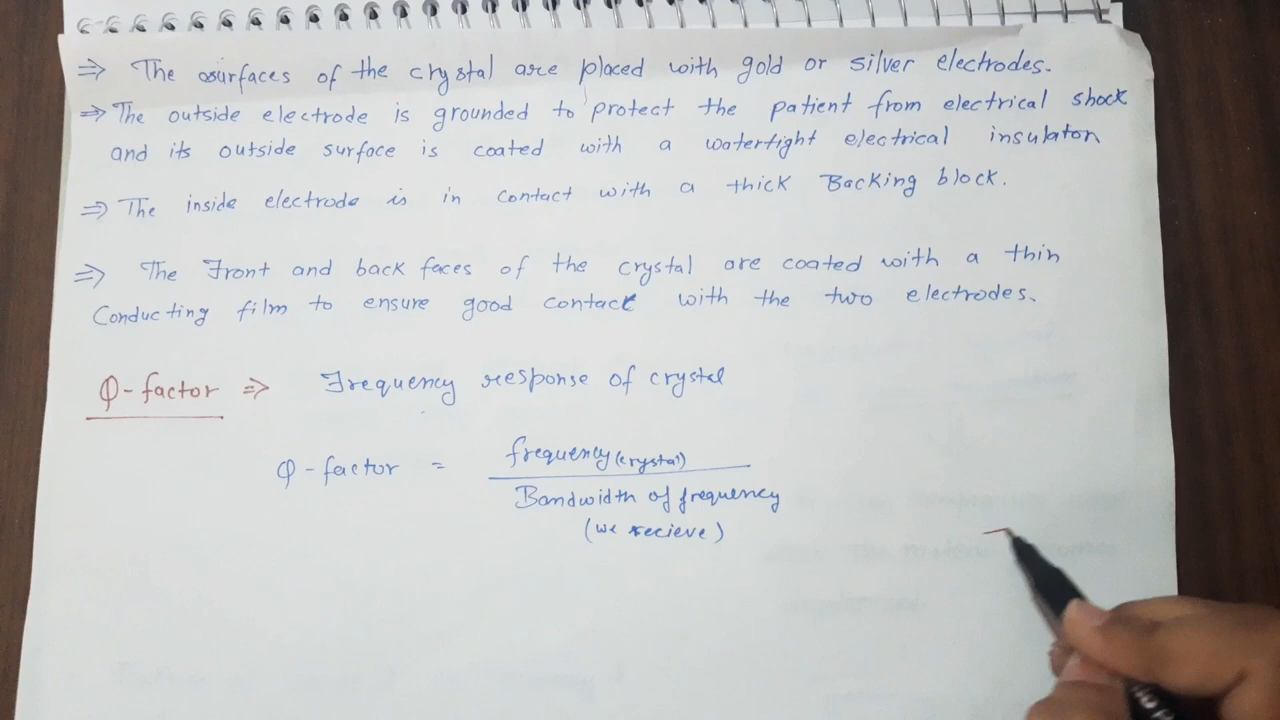 ⇒ The surfaces of the crystal are placed with gold or silver electrodes.
⇒ The outside electrode is grounded to protect the patient from electrical shock
and its outside surface is coated with a watertight electrical insulator
⇒ The inside electrode is in contact with a thick Backing block.
⇒ The Front and back faces of the crystal are coated with a thin
Conducting film to ensure good contact with the two electrodes.
Q-factor ⇒ Frequency response of crystal
Q-factor = frequency (crystal)
Bandwidth of frequency
(we recieve)